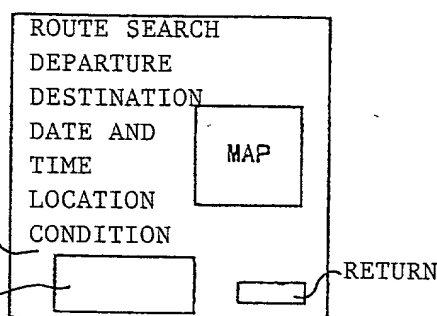 ROUTE SEARCH
DEPARTURE
DESTINATION
DATE AND
TIME
LOCATION
CONDITION
MAP
RETURN